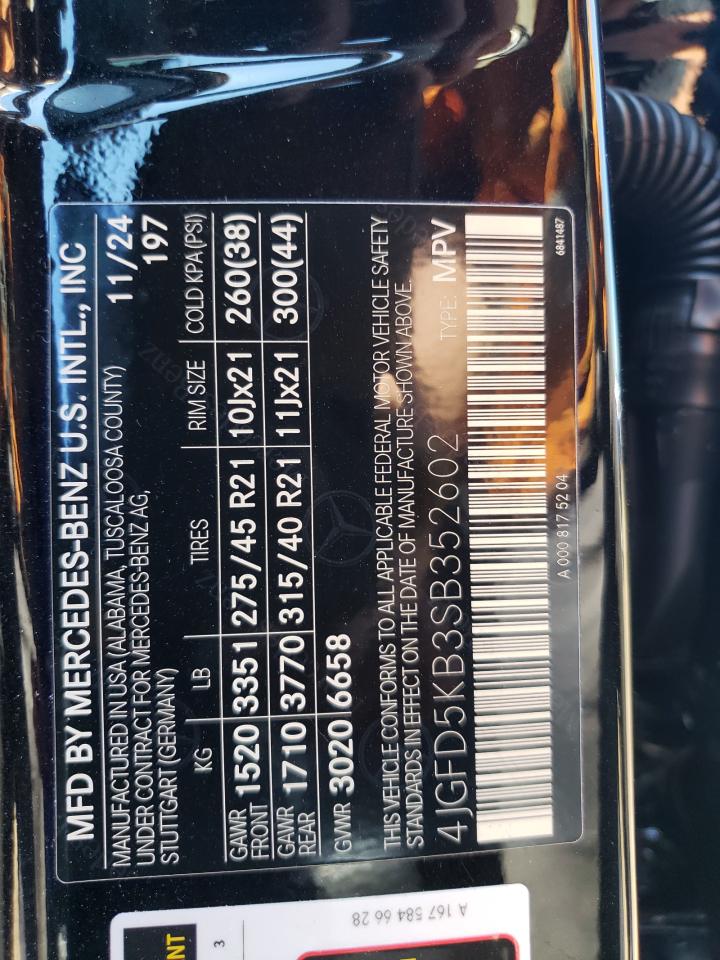 MFD BY MERCEDES-BENZ U.S. INTL., INC
MANUFACTURED IN USA (ALABAMA, TUSCALOOSA COUNTY) 11/24
UNDER CONTRACT FOR MERCEDES-BENZ AG, 197
STUTTGART (GERMANY)
KG LB TIRES RIM SIZE COLD KPA (PSI)
GAWR FRONT 1520 3351 275/45 R21 10Jx21 260(38)
GAWR REAR 1710 3770 315/40 R21 11Jx21 300(44)
GVWR 3020 6658
THIS VEHICLE CONFORMS TO ALL APPLICABLE FEDERAL MOTOR VEHICLE SAFETY
STANDARDS IN EFFECT ON THE DATE OF MANUFACTURE SHOWN ABOVE.
4JGFD5KB3SB352602 TYPE: MPV
A 000 817 52 04 6841487
A 167 584 66 28
3
NT